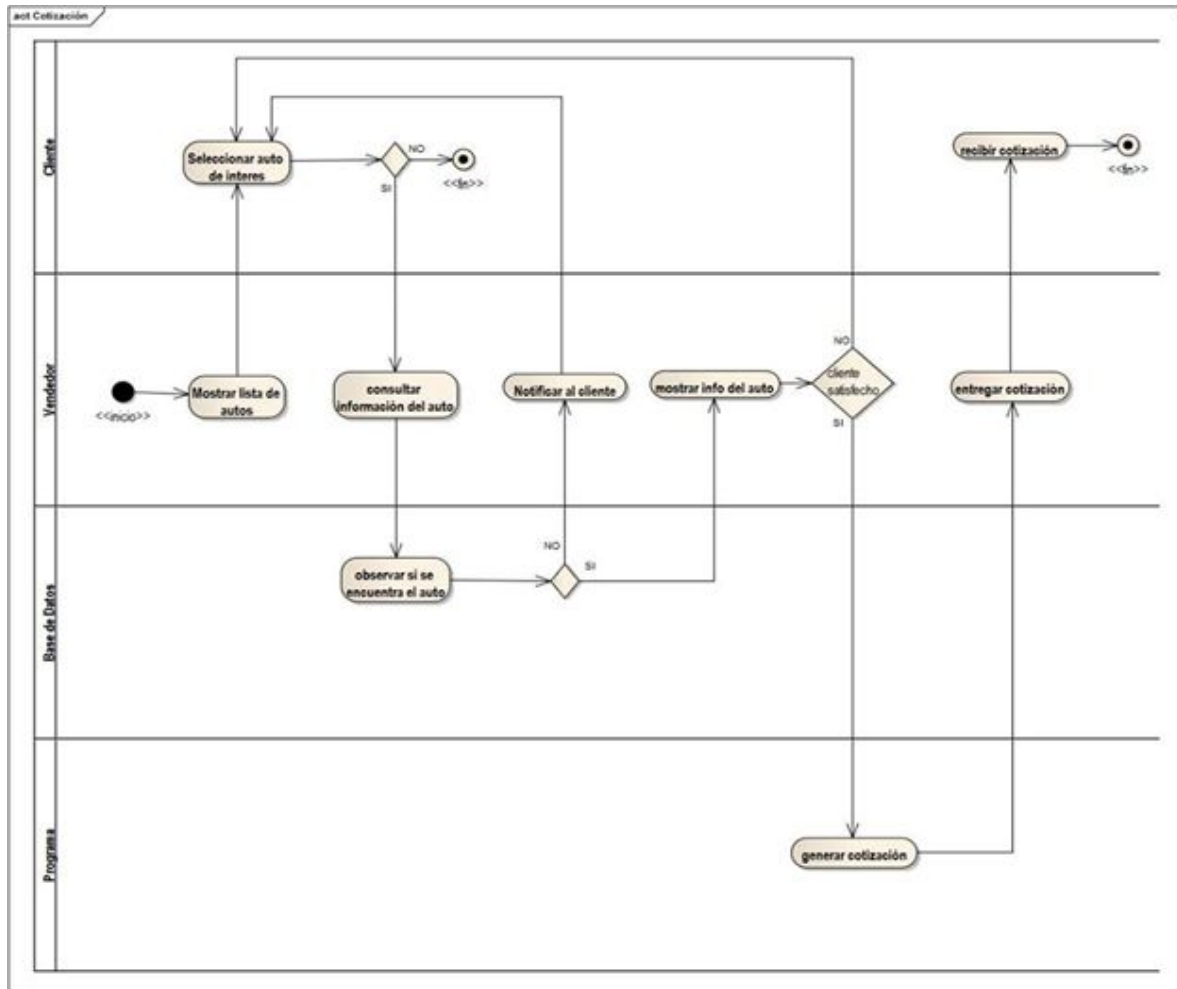 act Cotización
Cliente
Seleccionar auto
de interes
NO
SI
<<fin>>
recibir cotización
<<fin>>
Vendedor
<<inicio>>
Mostrar lista de
autos
consultar
información del auto
Notificar al cliente
mostrar info del auto
NO
cliente
satisfecho
SI
entregar cotización
Base de Datos
observar si se
encuentra el auto
NO
SI
Programa
generar cotización